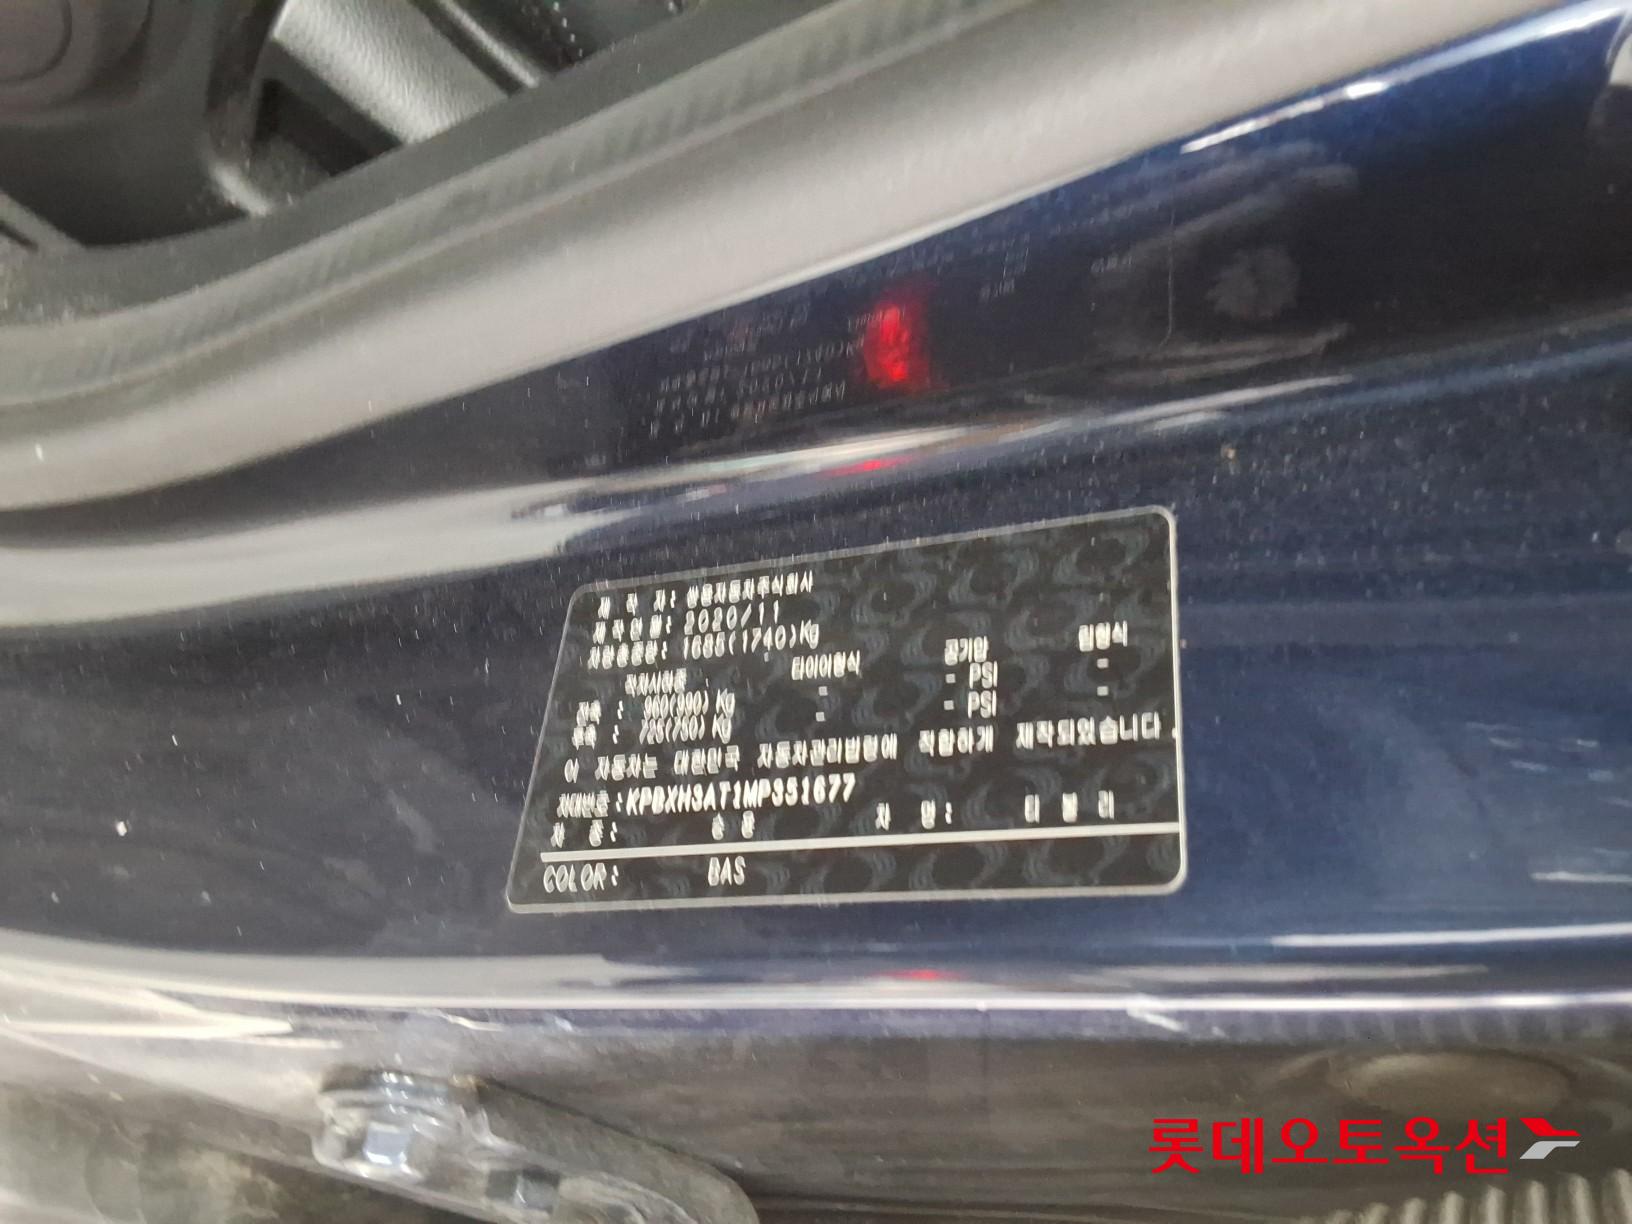 제 작 자: 쌍용자동차주식회사
제작연월: 2020/11
차량총중량: 1685(1740)Kg
적차시하중 타이어형식 공기압 림형식
전축 : 960(990) Kg - - PSI -
후축 : 725(750) Kg - - PSI -
이 자동차는 대한민국 자동차관리법령에 적합하게 제작되었습니다.
차대번호:KPBXH3AT1MP351677
차 종: 승 용 차 명: 티 볼 리
COLOR: BAS
롯데오토옥션